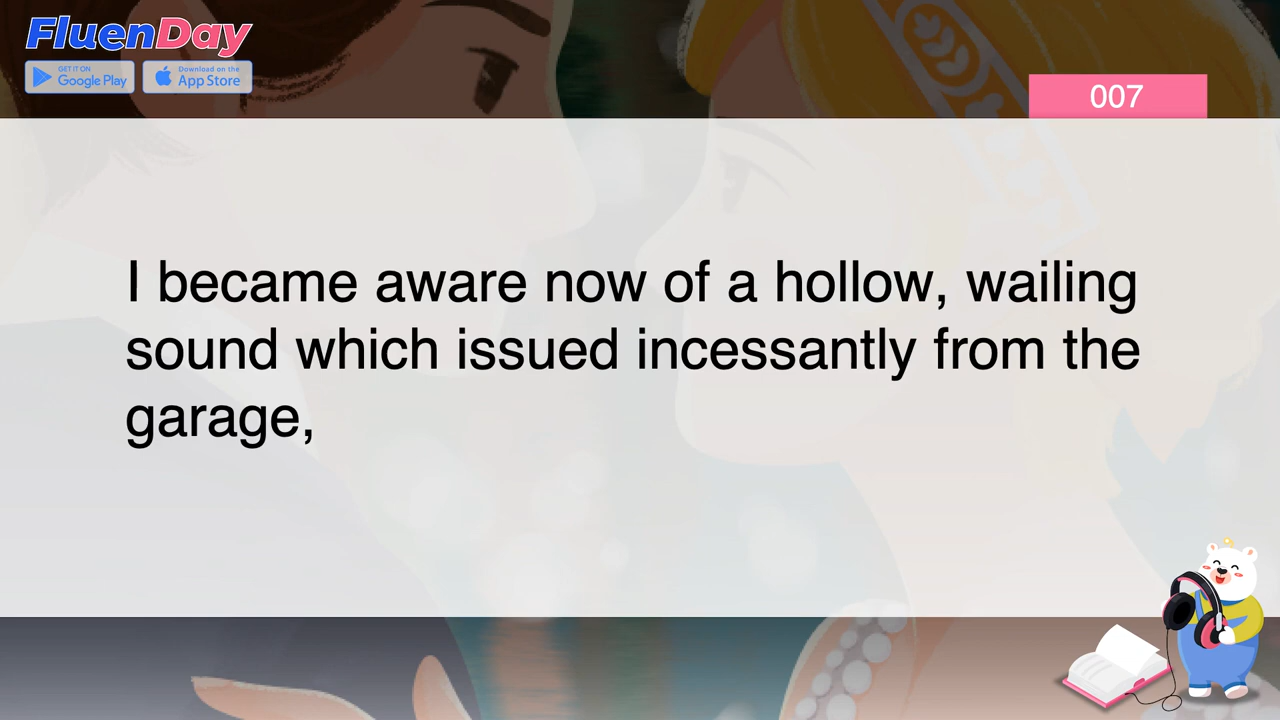 FluenDay
GET IT ON
Google Play
Download on the
App Store
007
I became aware now of a hollow, wailing
sound which issued incessantly from the
garage,